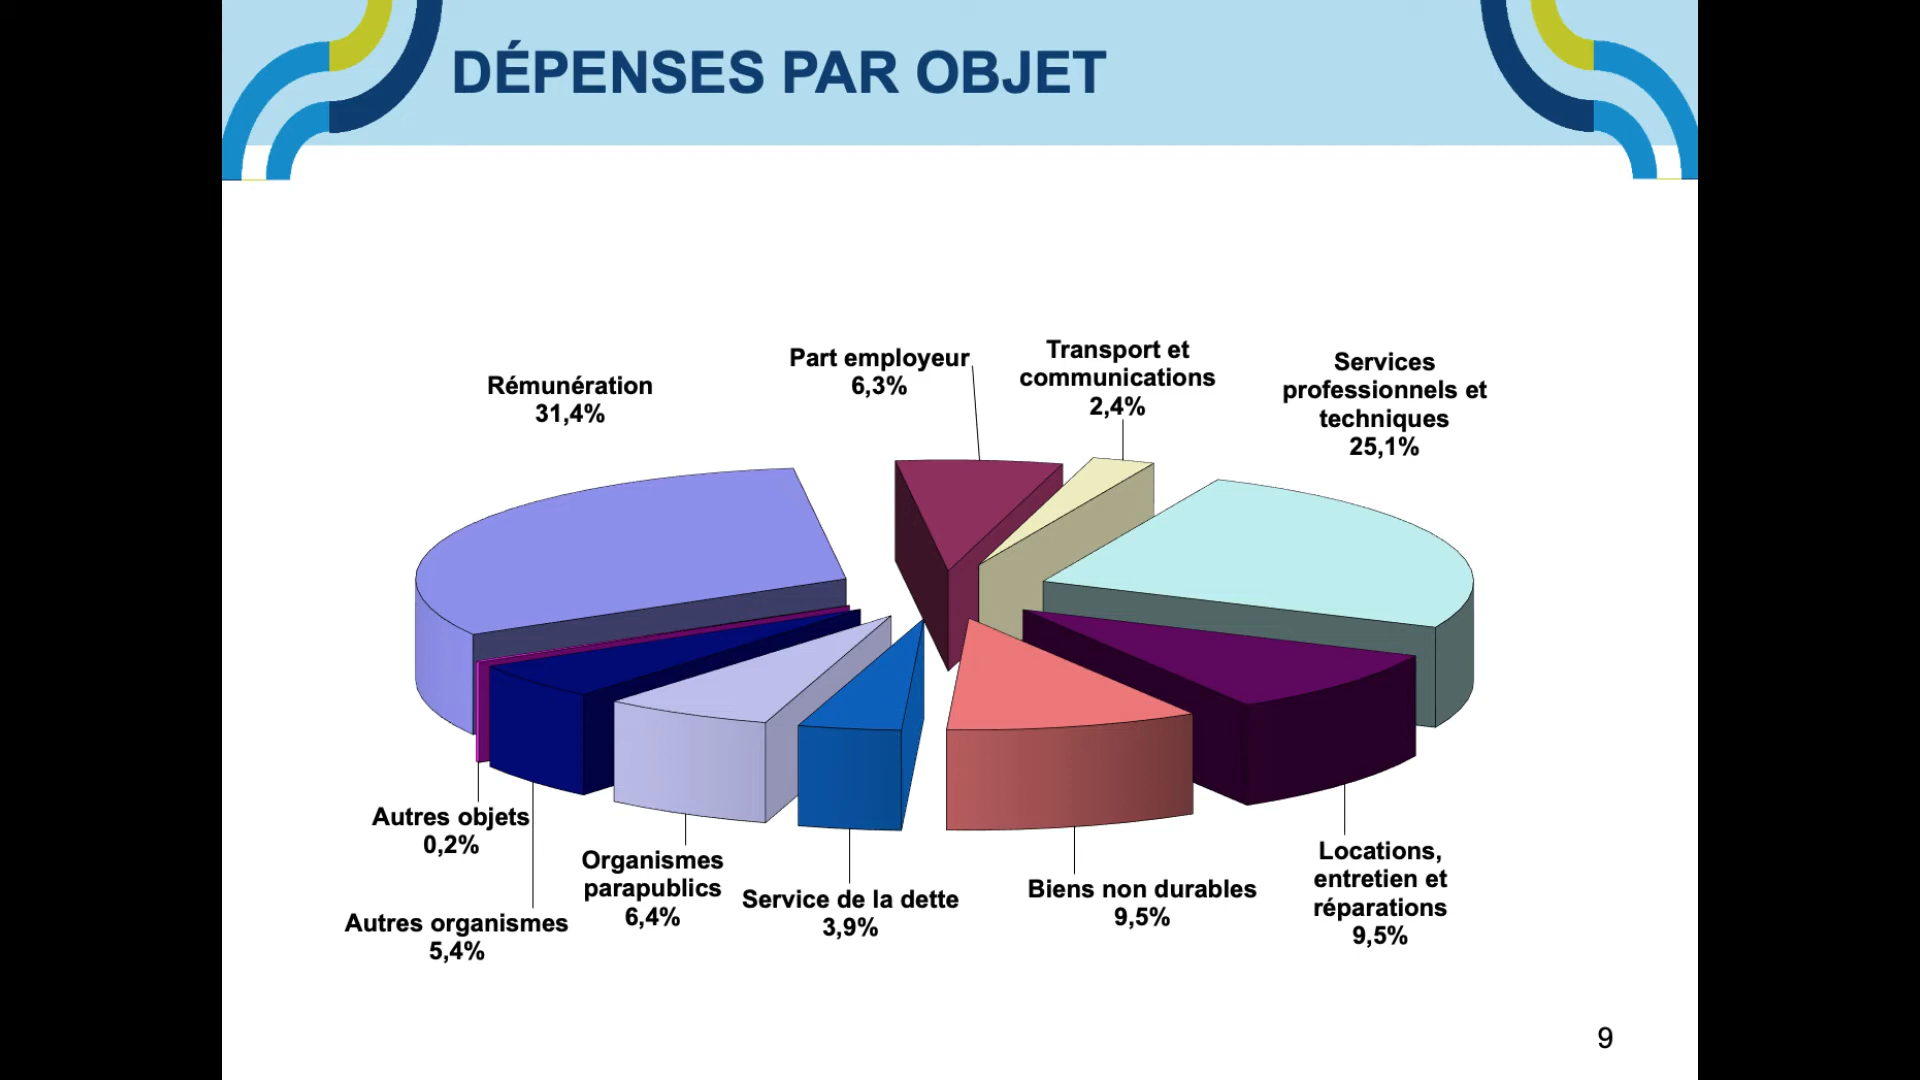 DÉPENSES PAR OBJET
Rémunération
31,4%
Part employeur
6,3%
Transport et
communications
2,4%
Services
professionnels et
techniques
25,1%
Autres objets
0,2%
Autres organismes
5,4%
Organismes
parapublics
6,4%
Service de la dette
3,9%
Biens non durables
9,5%
Locations,
entretien et
réparations
9,5%
9